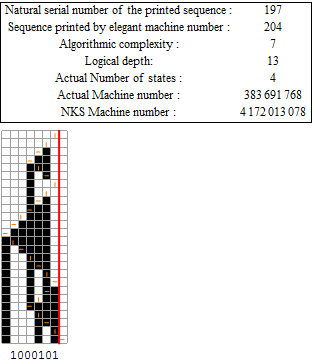 Natural serial number of the printed sequence : 197
Sequence printed by elegant machine number : 204
Algorithmic complexity : 7
Logical depth: 13
Actual Number of states : 4
Actual Machine number : 383 691 768
NKS Machine number : 4 172 013 078
1000101